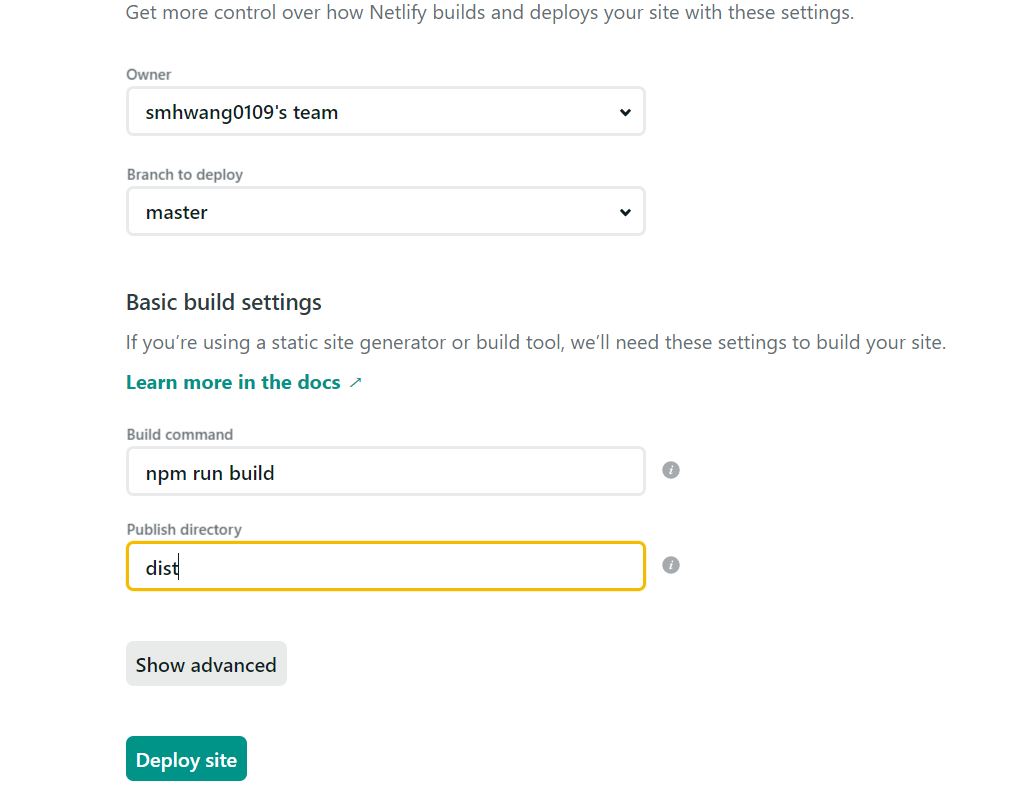 Get more control over how Netlify builds and deploys your site with these settings.
Owner
smhwang0109's team
Branch to deploy
master
Basic build settings
If you’re using a static site generator or build tool, we’ll need these settings to build your site.
Learn more in the docs ↗
Build command
npm run build
i
Publish directory
dist
i
Show advanced
Deploy site